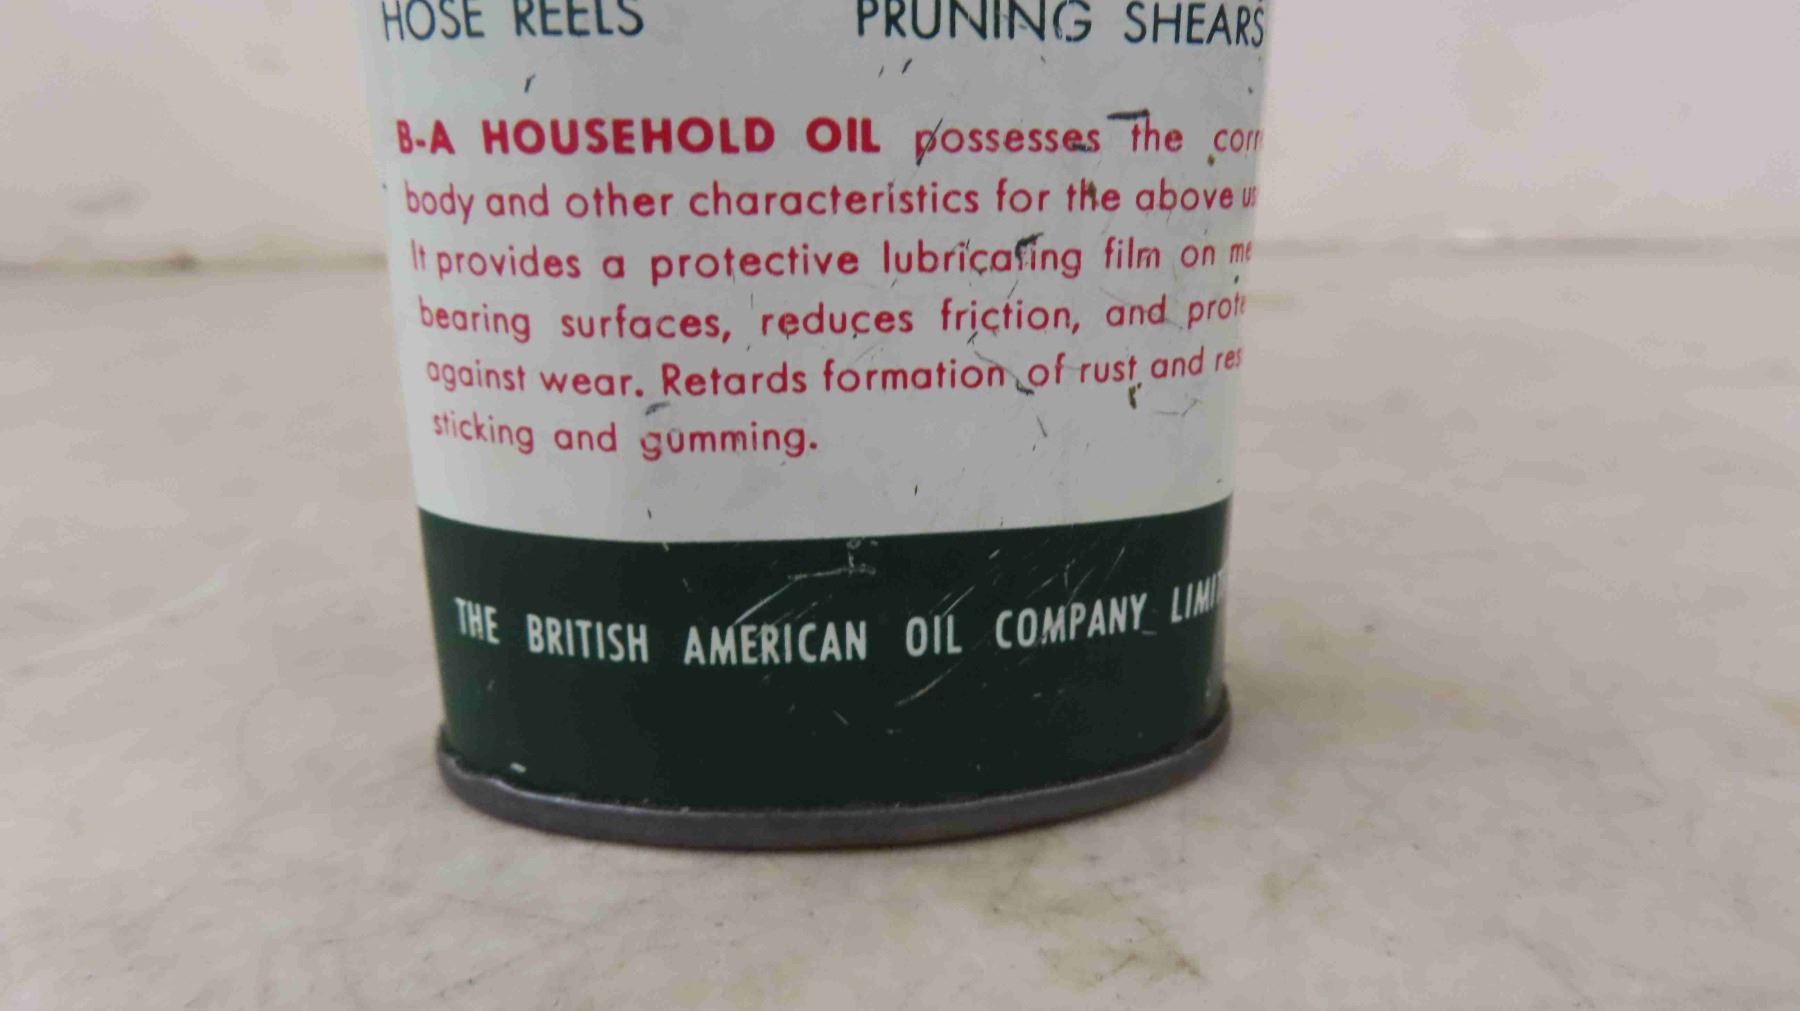 HOSE REELS PRUNING SHEARS
B-A HOUSEHOLD OIL possesses the
body and other characteristics for the above
It provides a protective lubricating film on
bearing surfaces, reduces friction, and
against wear. Retards formation of rust and
sticking and gumming.
THE BRITISH AMERICAN OIL COMPANY